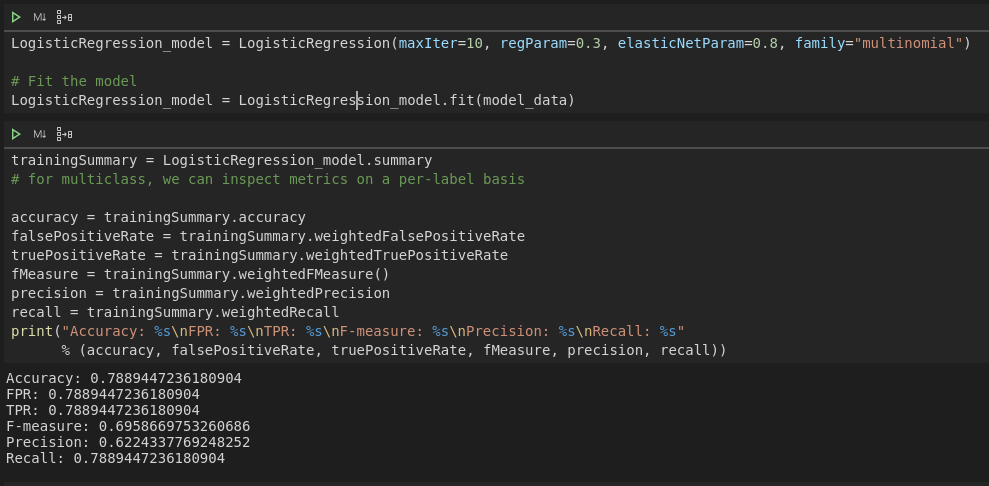 M↓
LogisticRegression_model = LogisticRegression(maxIter=10, regParam=0.3, elasticNetParam=0.8, family="multinomial")
# Fit the model
LogisticRegression_model = LogisticRegression_model.fit(model_data)
M↓
trainingSummary = LogisticRegression_model.summary
# for multiclass, we can inspect metrics on a per-label basis
accuracy = trainingSummary.accuracy
falsePositiveRate = trainingSummary.weightedFalsePositiveRate
truePositiveRate = trainingSummary.weightedTruePositiveRate
fMeasure = trainingSummary.weightedFMeasure()
precision = trainingSummary.weightedPrecision
recall = trainingSummary.weightedRecall
print("Accuracy: %s\nFPR: %s\nTPR: %s\nF-measure: %s\nPrecision: %s\nRecall: %s"
      % (accuracy, falsePositiveRate, truePositiveRate, fMeasure, precision, recall))
Accuracy: 0.7889447236180904
FPR: 0.7889447236180904
TPR: 0.7889447236180904
F-measure: 0.6958669753260686
Precision: 0.6224337769248252
Recall: 0.7889447236180904